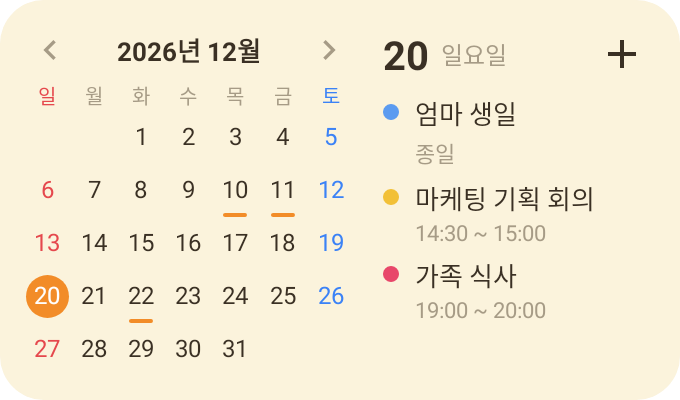 2026년 12월
일 월 화 수 목 금 토
1 2 3 4 5
6 7 8 9 10 11 12
13 14 15 16 17 18 19
20 21 22 23 24 25 26
27 28 29 30 31
20 일요일
엄마 생일
종일
마케팅 기획 회의
14:30 ~ 15:00
가족 식사
19:00 ~ 20:00